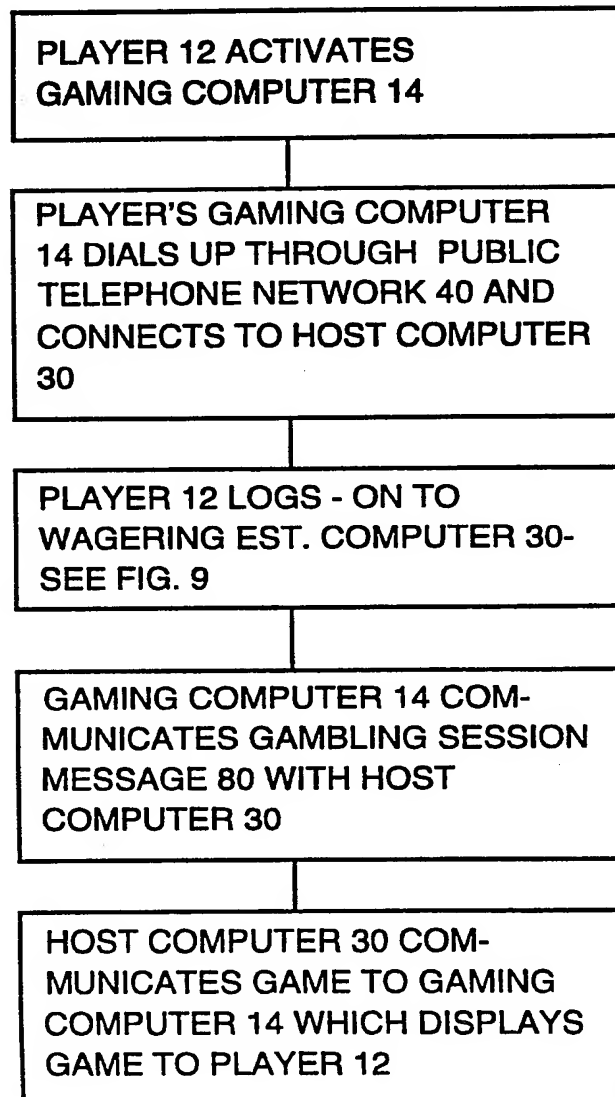 PLAYER 12 ACTIVATES
GAMING COMPUTER 14
PLAYER'S GAMING COMPUTER
14 DIALS UP THROUGH PUBLIC
TELEPHONE NETWORK 40 AND
CONNECTS TO HOST COMPUTER
30
PLAYER 12 LOGS - ON TO
WAGERING EST. COMPUTER 30-
SEE FIG. 9
GAMING COMPUTER 14 COM-
MUNICATES GAMBLING SESSION
MESSAGE 80 WITH HOST
COMPUTER 30
HOST COMPUTER 30 COM-
MUNICATES GAME TO GAMING
COMPUTER 14 WHICH DISPLAYS
GAME TO PLAYER 12